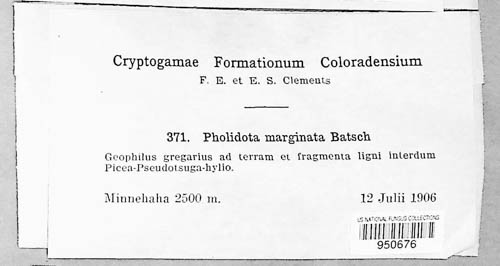 Cryptogamae Formationum Coloradensium
F. E. et E. S. Clements
371. Pholidota marginata Batsch
Geophilus gregarius ad terram et fragmenta ligni interdum
Picea-Pseudotsuga-hylio.
Minnehaha 2500 m. 12 Julii 1906
US NATIONAL FUNGUS COLLECTIONS
950676